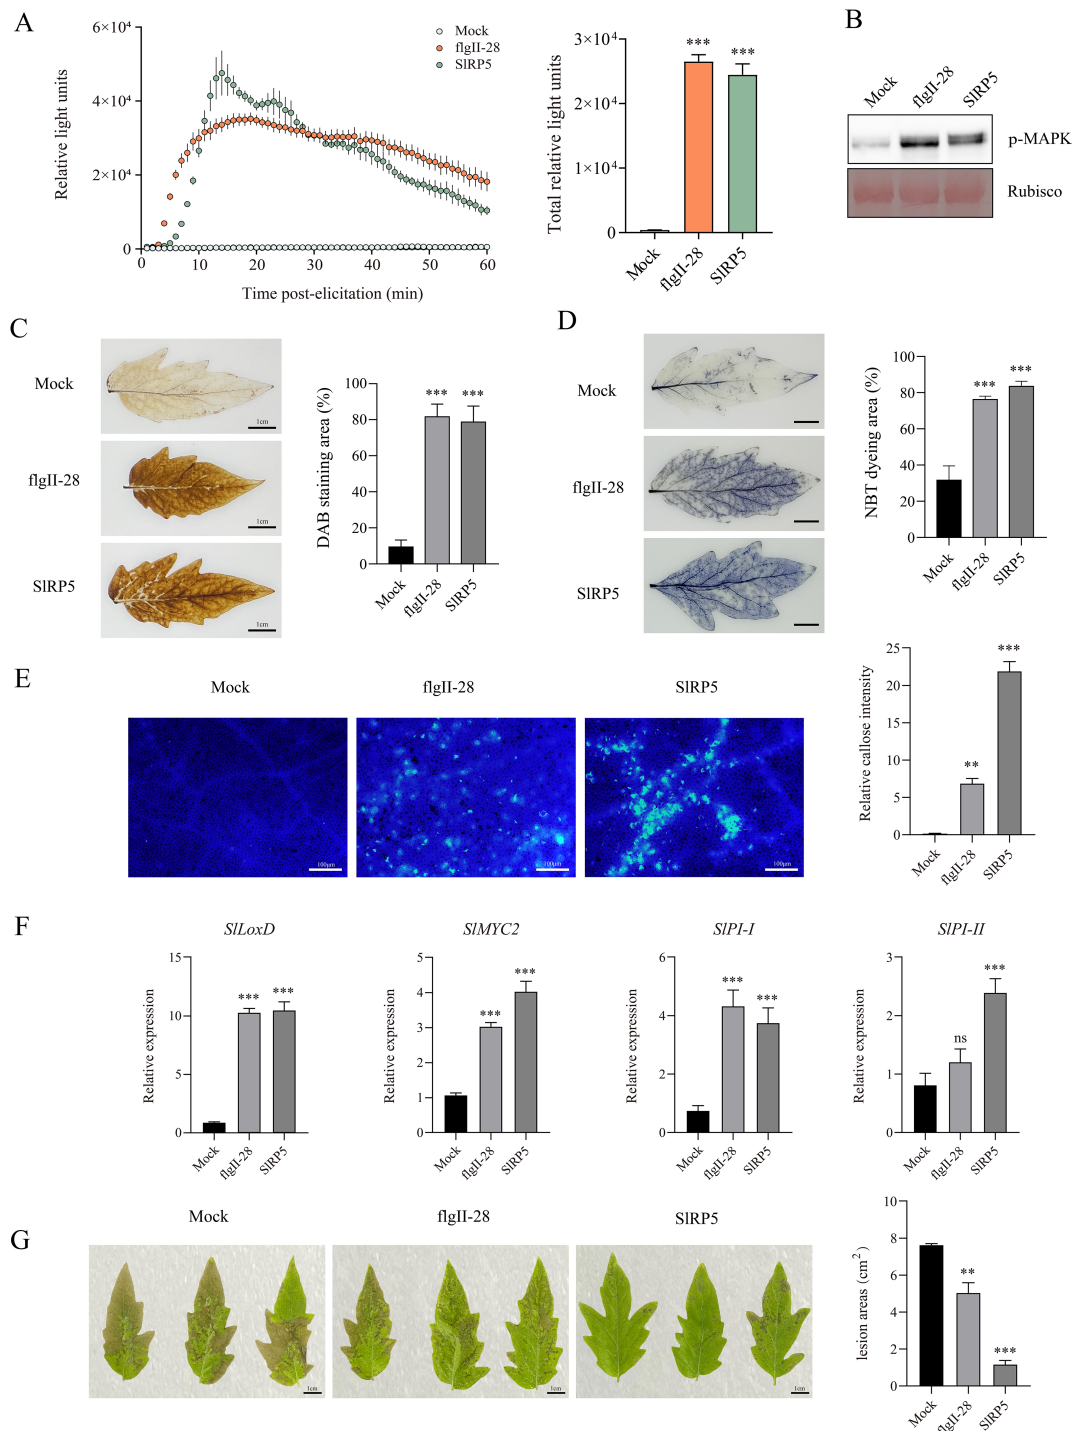 A
Relative light units
6×10⁴
4×10⁴
2×10⁴
0
0
10
20
30
40
50
60
Time post-elicitation (min)
Mock
flgII-28
SlRP5
Total relative light units
3×10⁴
2×10⁴
1×10⁴
0
***
***
Mock
flgII-28
SlRP5
B
Mock
flgII-28
SlRP5
p-MAPK
Rubisco
C
Mock
1cm
flgII-28
1cm
SlRP5
1cm
DAB staining area (%)
100
80
60
40
20
0
***
***
Mock
flgII-28
SlRP5
D
Mock
flgII-28
SlRP5
NBT dyeing area (%)
100
80
60
40
20
0
***
***
Mock
flgII-28
SlRP5
E
Mock
flgII-28
SlRP5
100μm
100μm
100μm
Relative callose intensity
25
20
15
10
5
0
**
***
Mock
flgII-28
SlRP5
F
SlLoxD
Relative expression
15
10
5
0
***
***
Mock
flgII-28
SlRP5
SlMYC2
Relative expression
5
4
3
2
1
0
***
***
Mock
flgII-28
SlRP5
SlPI-I
Relative expression
6
4
2
0
***
***
Mock
flgII-28
SlRP5
SlPI-II
Relative expression
3
2
1
0
ns
***
Mock
flgII-28
SlRP5
G
Mock
flgII-28
SlRP5
1cm
1cm
1cm
lesion areas (cm²)
10
8
6
4
2
0
**
***
Mock
flgII-28
SlRP5